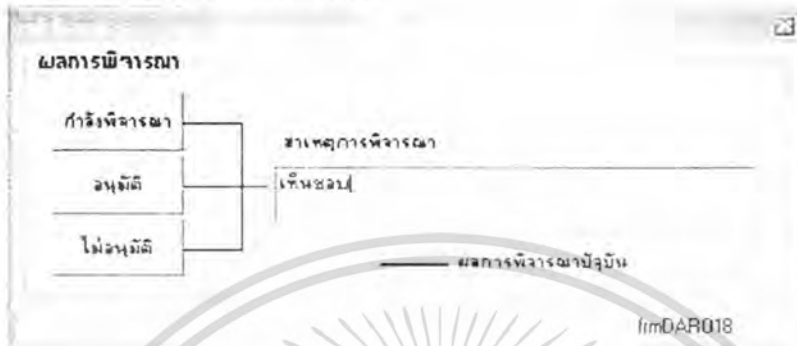 ผลการพิจารณา
กำลังพิจารณา
สาเหตุการพิจารณา
อนุมัติ
เห็นชอบ
ไม่อนุมัติ
ผลการพิจารณาปัจุบัน
frmDAR018